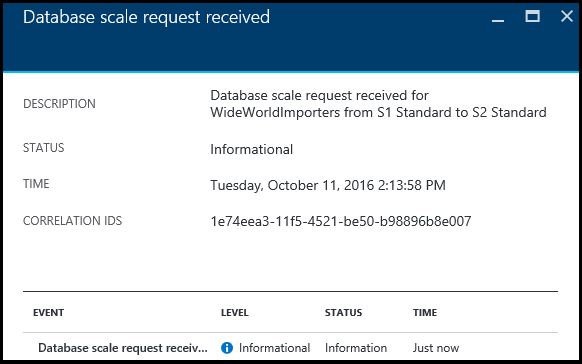 Database scale request received
DESCRIPTION
Database scale request received for
WideWorldImporters from S1 Standard to S2 Standard
STATUS
Informational
TIME
Tuesday, October 11, 2016 2:13:58 PM
CORRELATION IDS
1e74eea3-11f5-4521-be50-b98896b8e007
EVENT LEVEL STATUS TIME
Database scale request receiv... Informational Information Just now